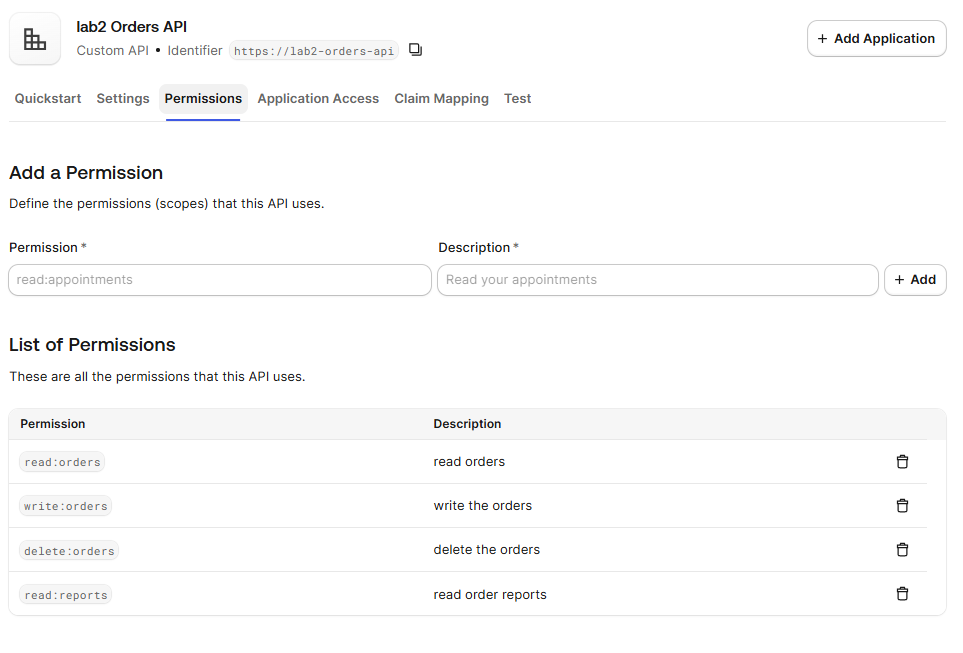 lab2 Orders API
Custom API • Identifier https://lab2-orders-api
+ Add Application
Quickstart Settings Permissions Application Access Claim Mapping Test
Add a Permission
Define the permissions (scopes) that this API uses.
Permission * Description *
read:appointments Read your appointments + Add
List of Permissions
These are all the permissions that this API uses.
Permission Description
read:orders read orders
write:orders write the orders
delete:orders delete the orders
read:reports read order reports